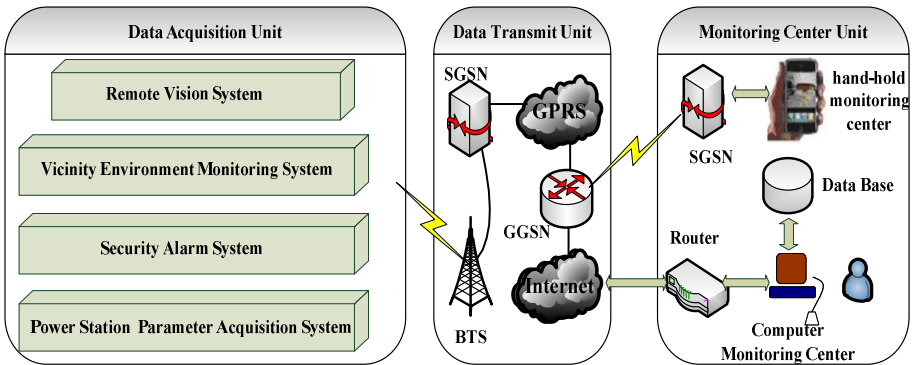 Data Acquisition Unit
Remote Vision System
Vicinity Environment Monitoring System
Security Alarm System
Power Station Parameter Acquisition System
Data Transmit Unit
SGSN
GPRS
GGSN
Internet
BTS
Monitoring Center Unit
SGSN
hand-hold
monitoring
center
Data Base
Router
Computer
Monitoring Center